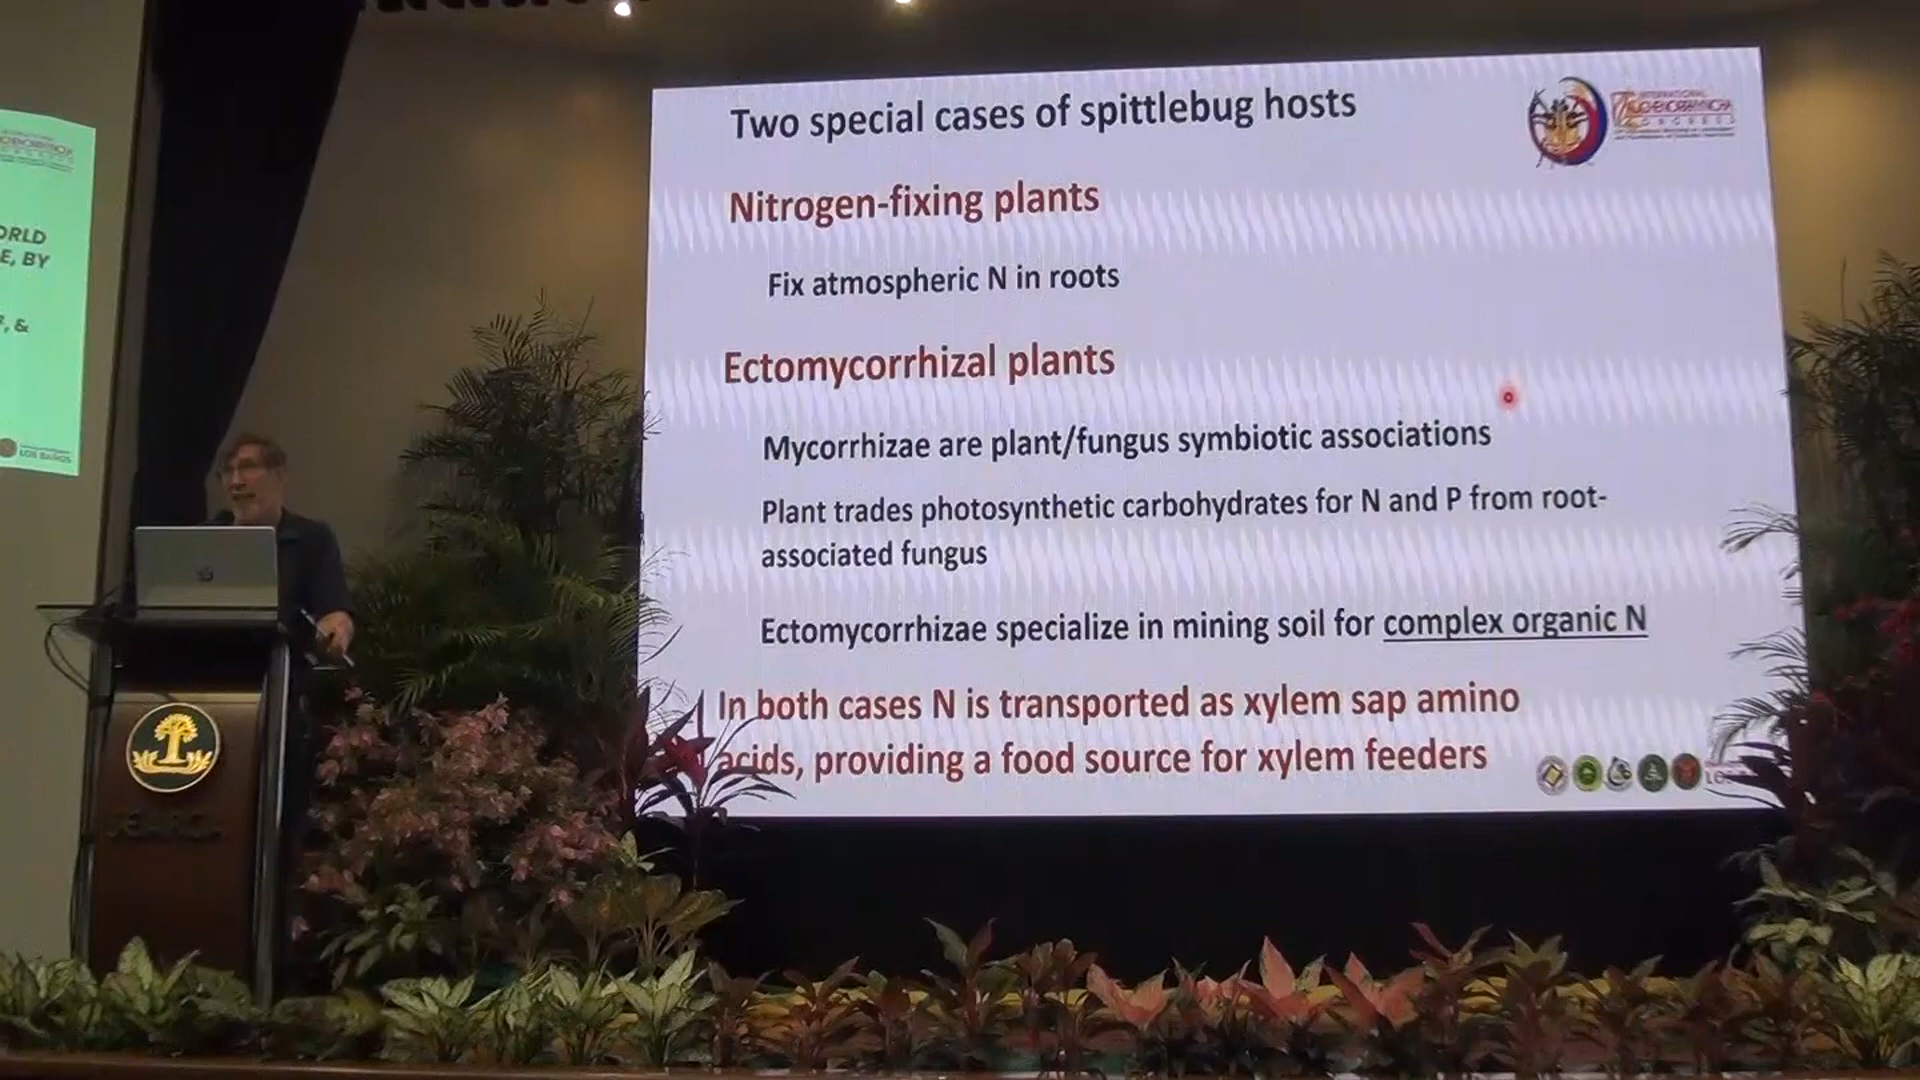 Two special cases of spittlebug hosts
Nitrogen-fixing plants
Fix atmospheric N in roots
Ectomycorrhizal plants
Mycorrhizae are plant/fungus symbiotic associations
Plant trades photosynthetic carbohydrates for N and P from root-
associated fungus
Ectomycorrhizae specialize in mining soil for complex organic N
In both cases N is transported as xylem sap amino
acids, providing a food source for xylem feeders
INTERNATIONAL
CONGRESS
ORLD
E, BY
, &
LOS BAÑOS